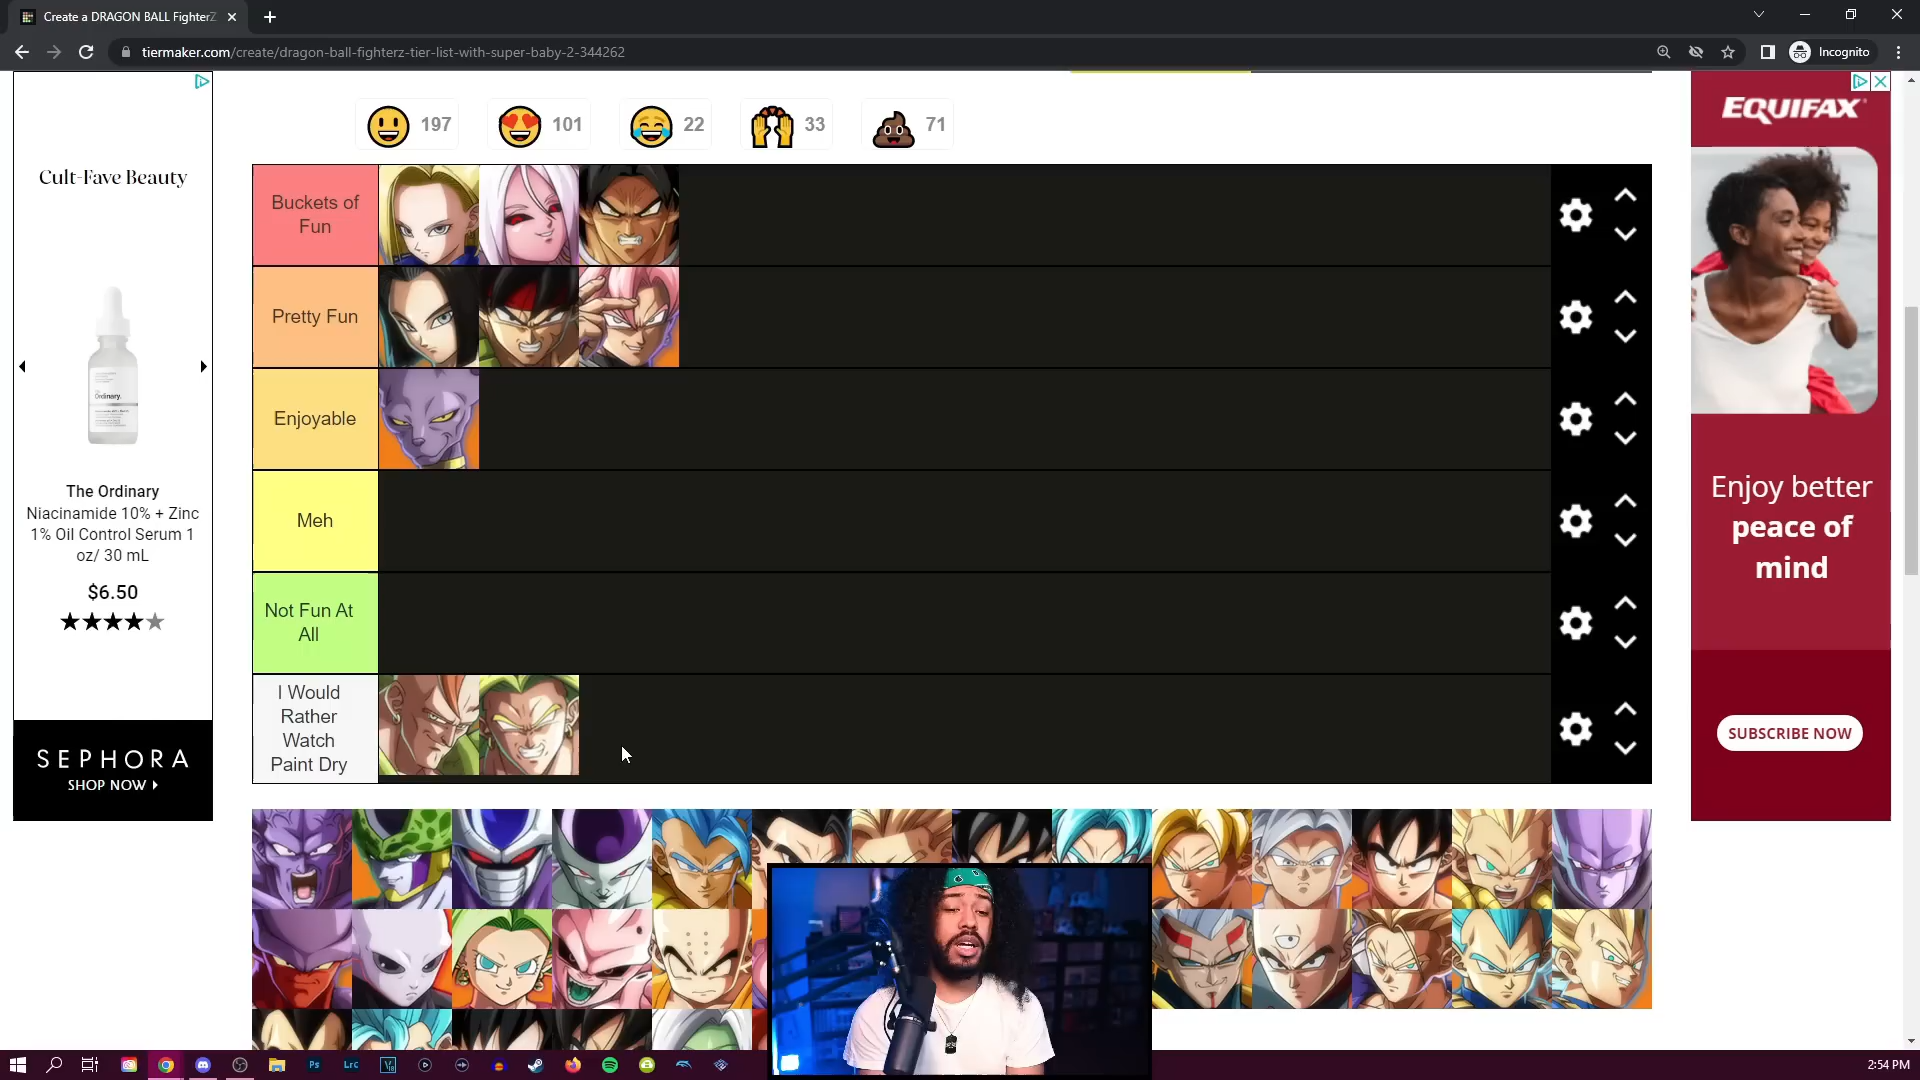 Create a DRAGON BALL FighterZ
tiermaker.com/create/dragon-ball-fighterz-tier-list-with-super-baby-2-344262
Incognito
197
101
22
33
71
Cult-Fave Beauty
Ordinary.
The Ordinary
Niacinamide 10% + Zinc
1% Oil Control Serum 1
oz/ 30 mL
$6.50
SEPHORA
SHOP NOW
Buckets of
Fun
Pretty Fun
Enjoyable
Meh
Not Fun At
All
I Would
Rather
Watch
Paint Dry
EQUIFAX
Enjoy better
peace of
mind
SUBSCRIBE NOW
Ps
LrC
2:54 PM